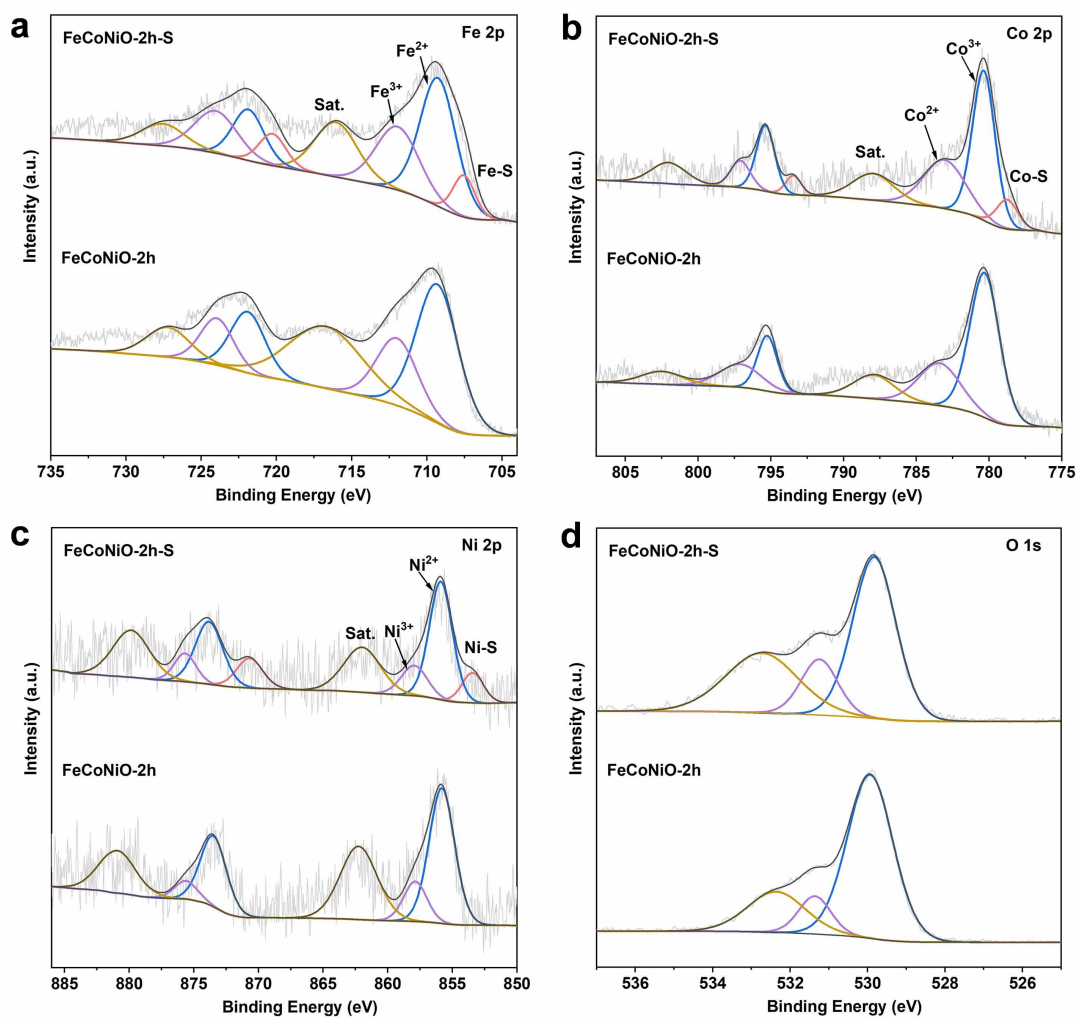 a
Fe 2p
FeCoNiO-2h-S
Fe²⁺
Fe³⁺
Sat.
Fe-S
FeCoNiO-2h
Intensity (a.u.)
735 730 725 720 715 710 705
Binding Energy (eV)
b
Co 2p
FeCoNiO-2h-S
Co³⁺
Co²⁺
Sat.
Co-S
FeCoNiO-2h
Intensity (a.u.)
805 800 795 790 785 780 775
Binding Energy (eV)
c
Ni 2p
FeCoNiO-2h-S
Ni²⁺
Sat.
Ni³⁺
Ni-S
FeCoNiO-2h
Intensity (a.u.)
885 880 875 870 865 860 855 850
Binding Energy (eV)
d
O 1s
FeCoNiO-2h-S
FeCoNiO-2h
Intensity (a.u.)
536 534 532 530 528 526
Binding Energy (eV)